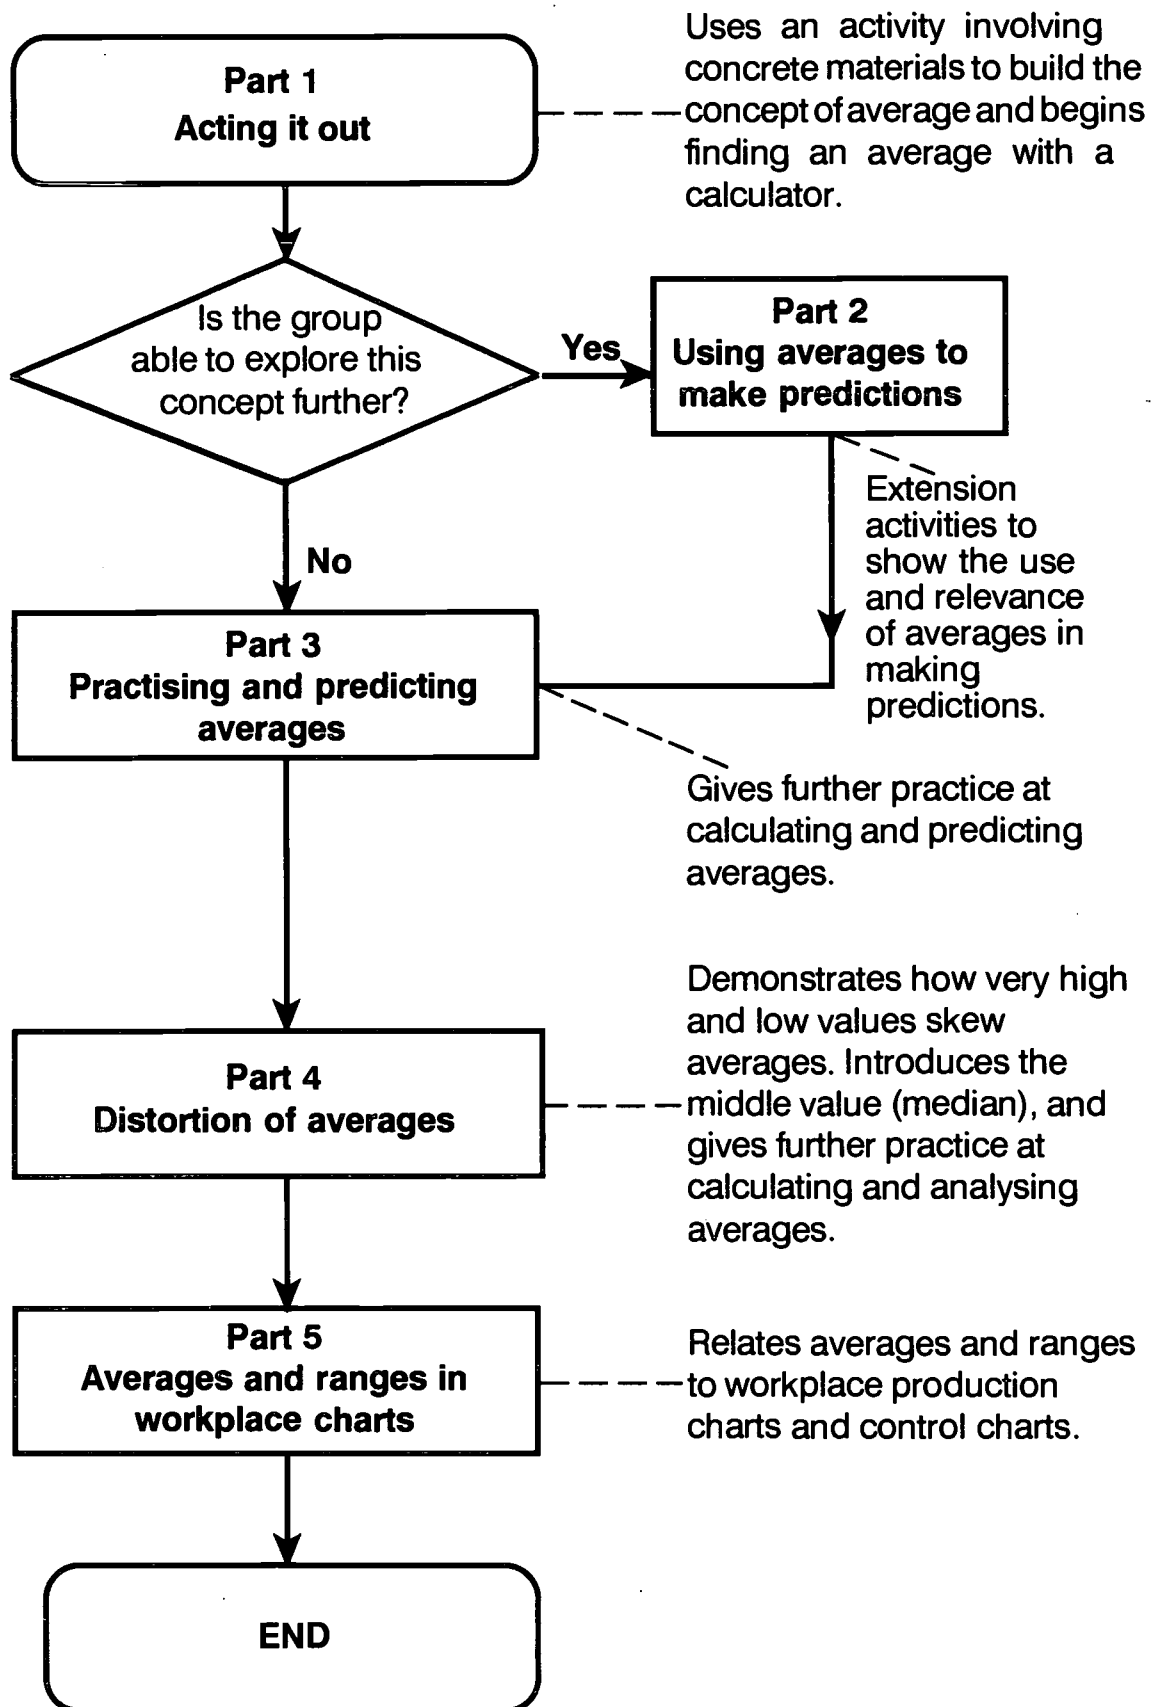 Part 1
Acting it out
Uses an activity involving
concrete materials to build the
concept of average and begins
finding an average with a
calculator.
Is the group
able to explore this
concept further?
Yes
Part 2
Using averages to
make predictions
Extension
activities to
show the use
and relevance
of averages in
making
predictions.
No
Part 3
Practising and predicting
averages
Gives further practice at
calculating and predicting
averages.
Part 4
Distortion of averages
Demonstrates how very high
and low values skew
averages. Introduces the
middle value (median), and
gives further practice at
calculating and analysing
averages.
Part 5
Averages and ranges in
workplace charts
Relates averages and ranges
to workplace production
charts and control charts.
END